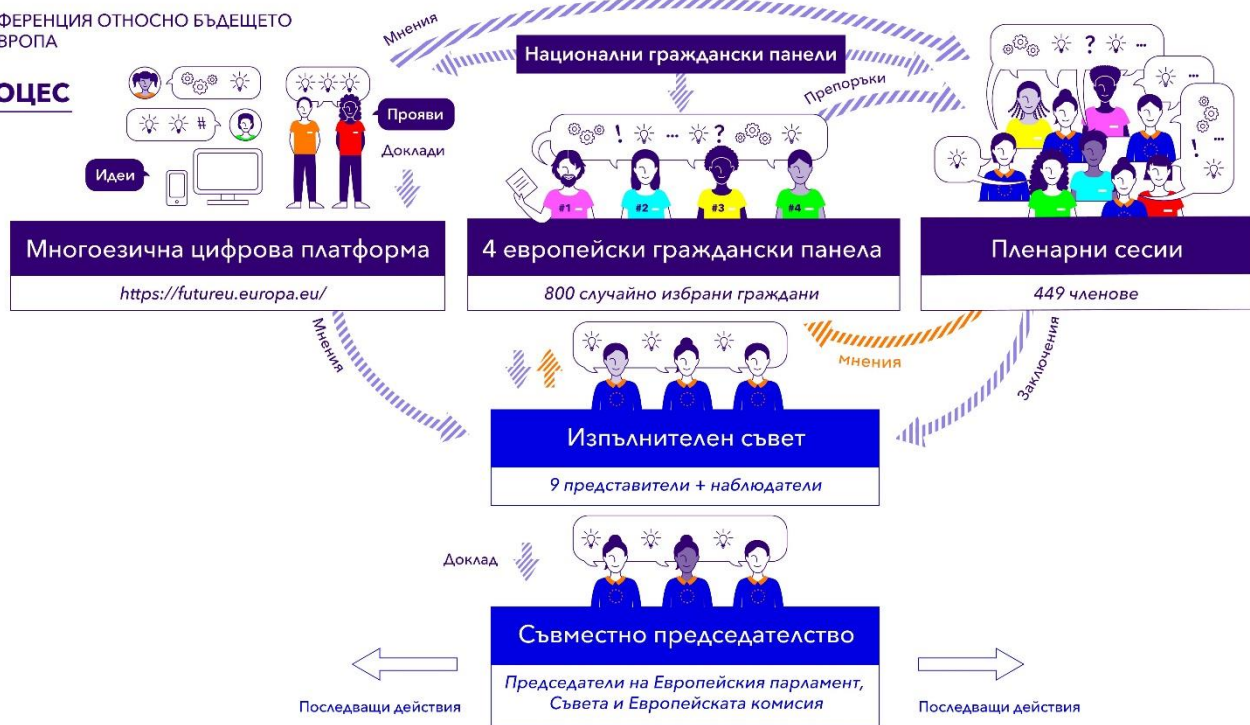 ФЕРЕНЦИЯ ОТНОСНО БЪДЕЩЕТО
ВРОПА
ОЦЕС
Мнения
Национални граждански панели
Препоръки
Прояви
Доклади
Идеи
#
#1
#2
#3
#4
Многоезична цифрова платформа
https://futureu.europa.eu/
4 европейски граждански панела
800 случайно избрани граждани
Пленарни сесии
449 членове
Мнения
мнения
Заключения
Изпълнителен съвет
9 представители + наблюдатели
Доклад
Съвместно председателство
Председатели на Европейския парламент,
Съвета и Европейската комисия
Последващи действия
Последващи действия